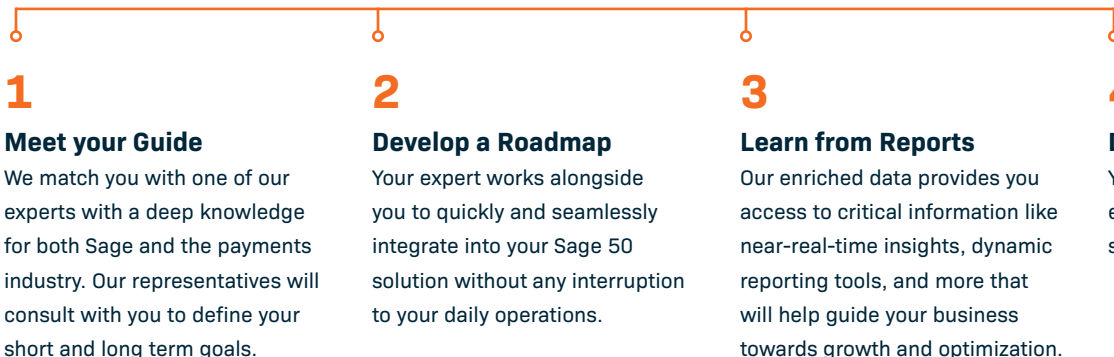 1
Meet your Guide
We match you with one of our
experts with a deep knowledge
for both Sage and the payments
industry. Our representatives will
consult with you to define your
short and long term goals.
2
Develop a Roadmap
Your expert works alongside
you to quickly and seamlessly
integrate into your Sage 50
solution without any interruption
to your daily operations.
3
Learn from Reports
Our enriched data provides you
access to critical information like
near-real-time insights, dynamic
reporting tools, and more that
will help guide your business
towards growth and optimization.